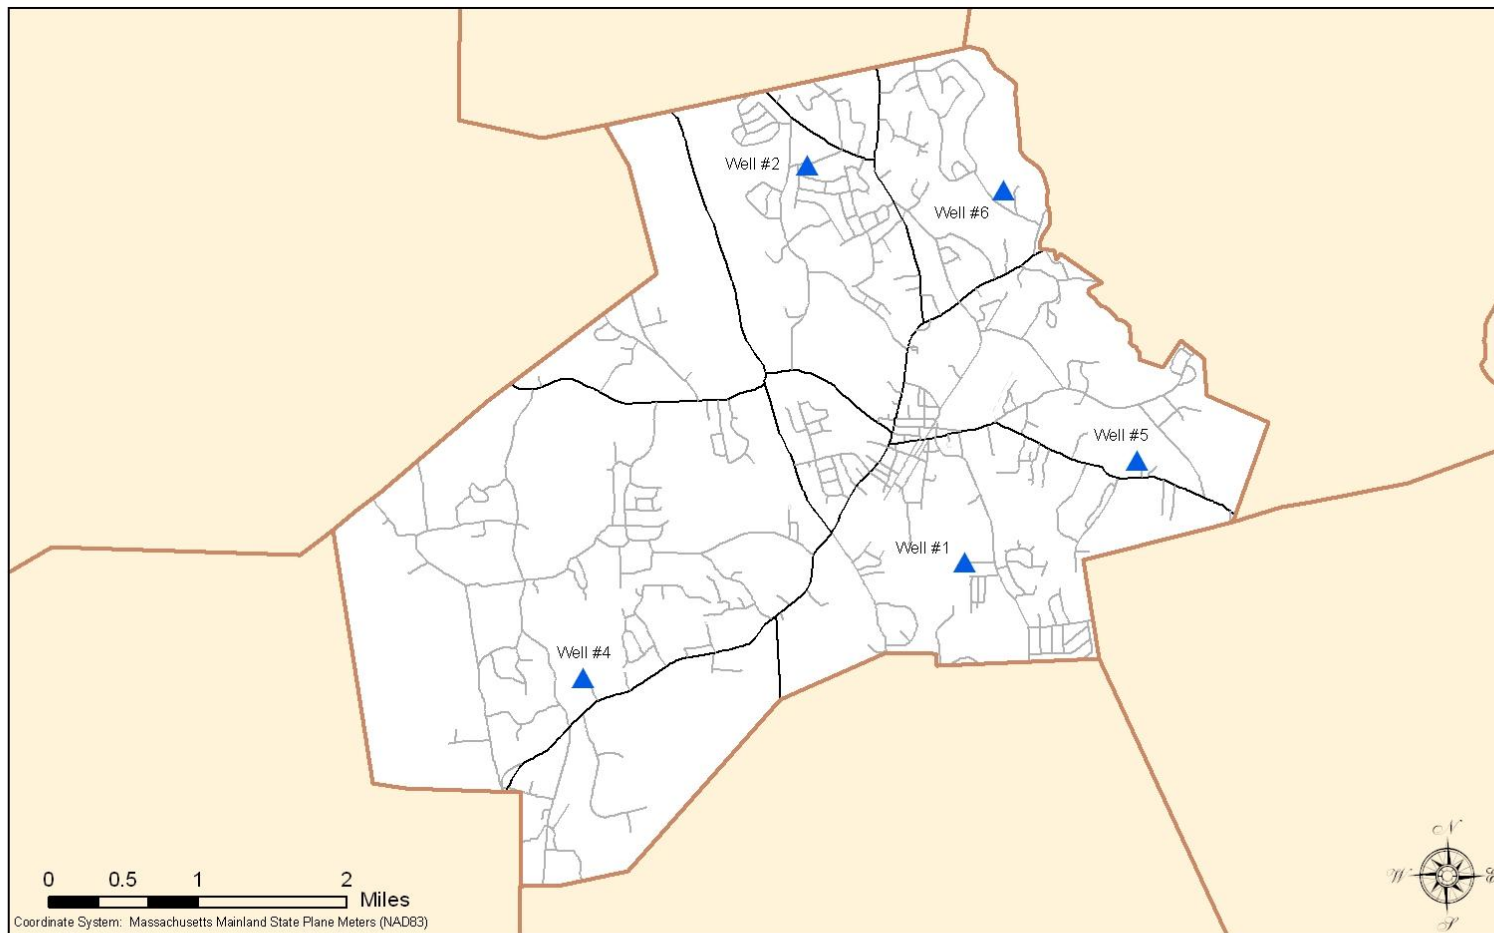 Well #2
Well #6
Well #5
Well #1
Well #4
N
W
E
S
0 0.5 1 2
Miles
Coordinate System: Massachusetts Mainland State Plane Meters (NAD83)